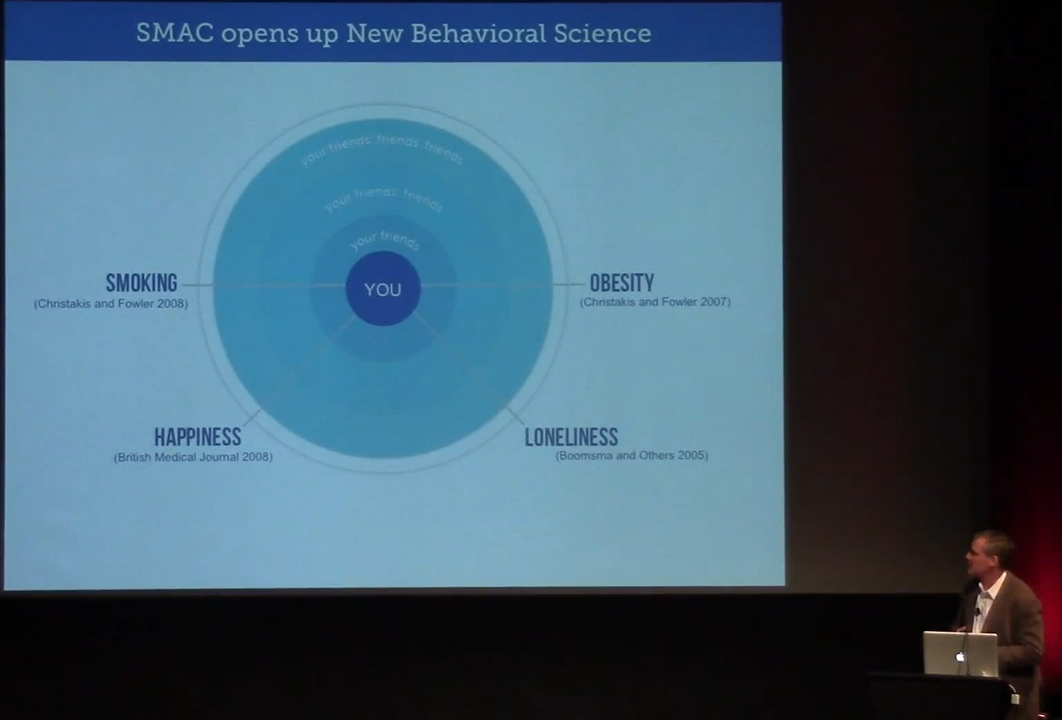 SMAC opens up New Behavioral Science
your friends friends friends
your friends friends
your friends
YOU
SMOKING
(Christakis and Fowler 2008)
OBESITY
(Christakis and Fowler 2007)
HAPPINESS
(British Medical Journal 2008)
LONELINESS
(Boomsma and Others 2005)